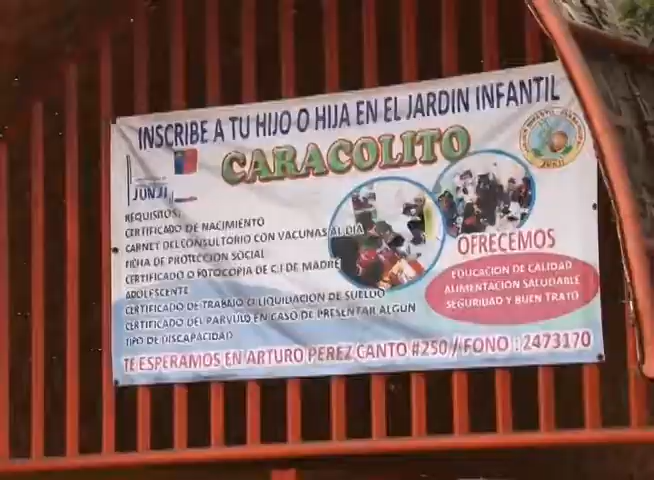 INSCRIBE A TU HIJO O HIJA EN EL JARDIN INFANTIL
CARACOLITO
JUNJI
REQUISITOS:
CERTIFICADO DE NACIMIENTO
CARNET DEL CONSULTORIO CON VACUNAS AL DIA
FICHA DE PROTECCION SOCIAL
CERTIFICADO O FOTOCOPIA DE C.I DE MADRE
ADOLESCENTE
CERTIFICADO DE TRABAJO O LIQUIDACION DE SUELDO
CERTIFICADO DEL PARVULO EN CASO DE PRESENTAR ALGUN
TIPO DE DISCAPACIDAD
JUNJI
OFRECEMOS
EDUCACION DE CALIDAD
ALIMENTACION SALUDABLE
SEGURIDAD Y BUEN TRATO
TE ESPERAMOS EN ARTURO PEREZ CANTO #250 / FONO : 2473170